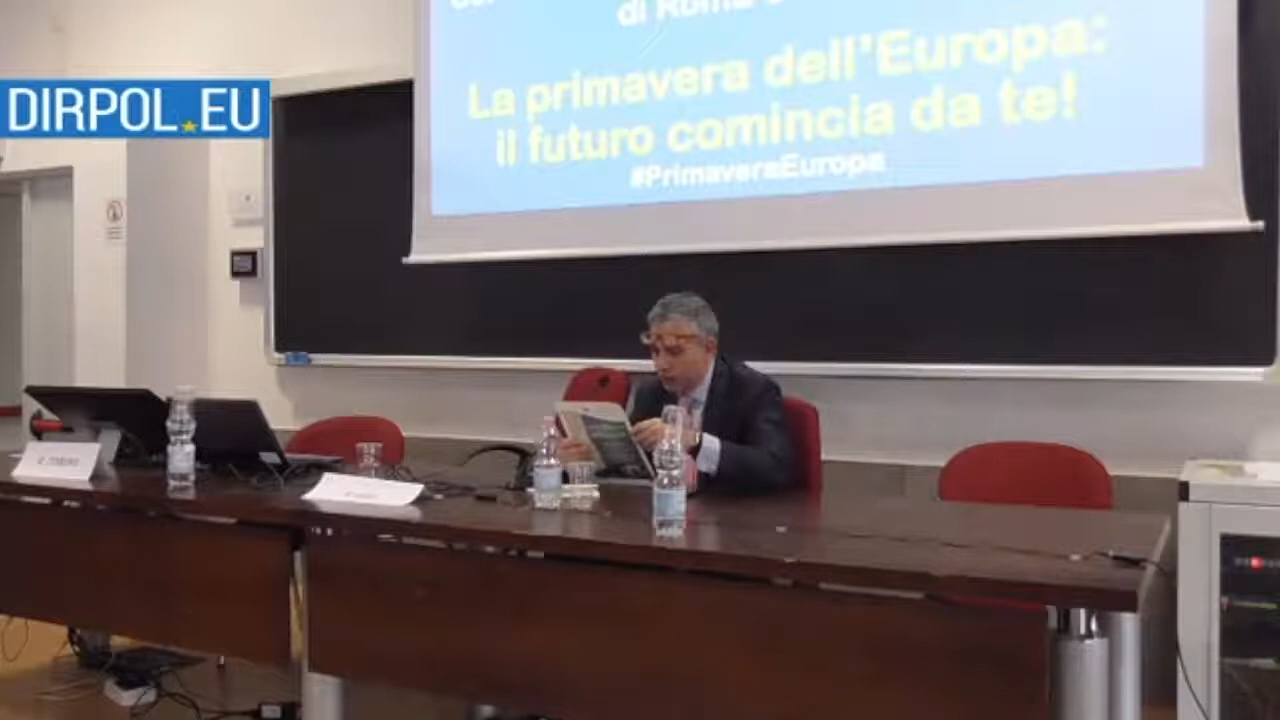 di Roma
La primavera dell'Europa:
il futuro comincia da te!
#PrimaveraEuropa
DIRPOL.EU